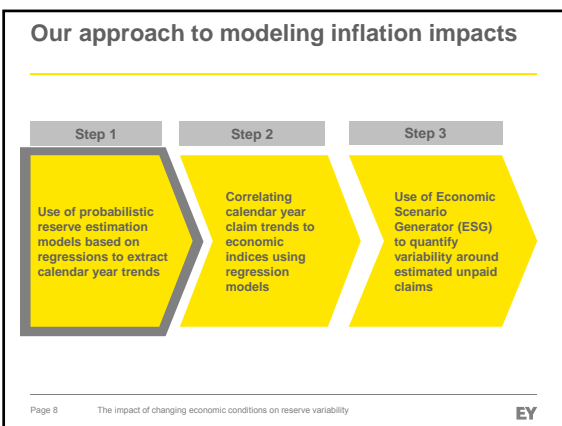 Our approach to modeling inflation impacts
Step 1
Step 2
Step 3
Use of probabilistic
reserve estimation
models based on
regressions to extract
calendar year trends
Correlating
calendar year
claim trends to
economic
indices using
regression
models
Use of Economic
Scenario
Generator (ESG)
to quantify
variability around
estimated unpaid
claims
Page 8
The impact of changing economic conditions on reserve variability
EY